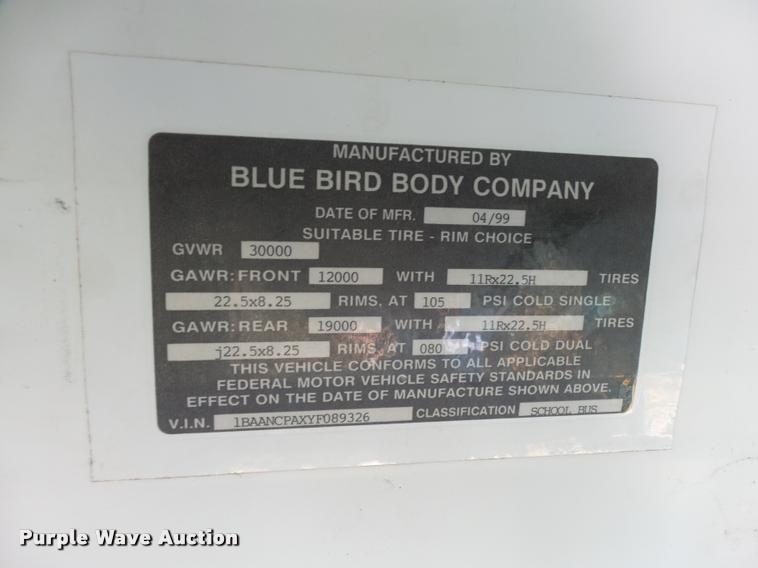 MANUFACTURED BY
BLUE BIRD BODY COMPANY
DATE OF MFR. 04/99
SUITABLE TIRE - RIM CHOICE
GVWR 30000
GAWR: FRONT 12000 WITH 11Rx22.5H TIRES
22.5x8.25 RIMS, AT 105 PSI COLD SINGLE
GAWR: REAR 19000 WITH 11Rx22.5H TIRES
j22.5x8.25 RIMS, AT 080 PSI COLD DUAL
THIS VEHICLE CONFORMS TO ALL APPLICABLE
FEDERAL MOTOR VEHICLE SAFETY STANDARDS IN
EFFECT ON THE DATE OF MANUFACTURE SHOWN ABOVE.
V.I.N. 1BAANCPAXYF089326 CLASSIFICATION SCHOOL BUS
Purple Wave Auction